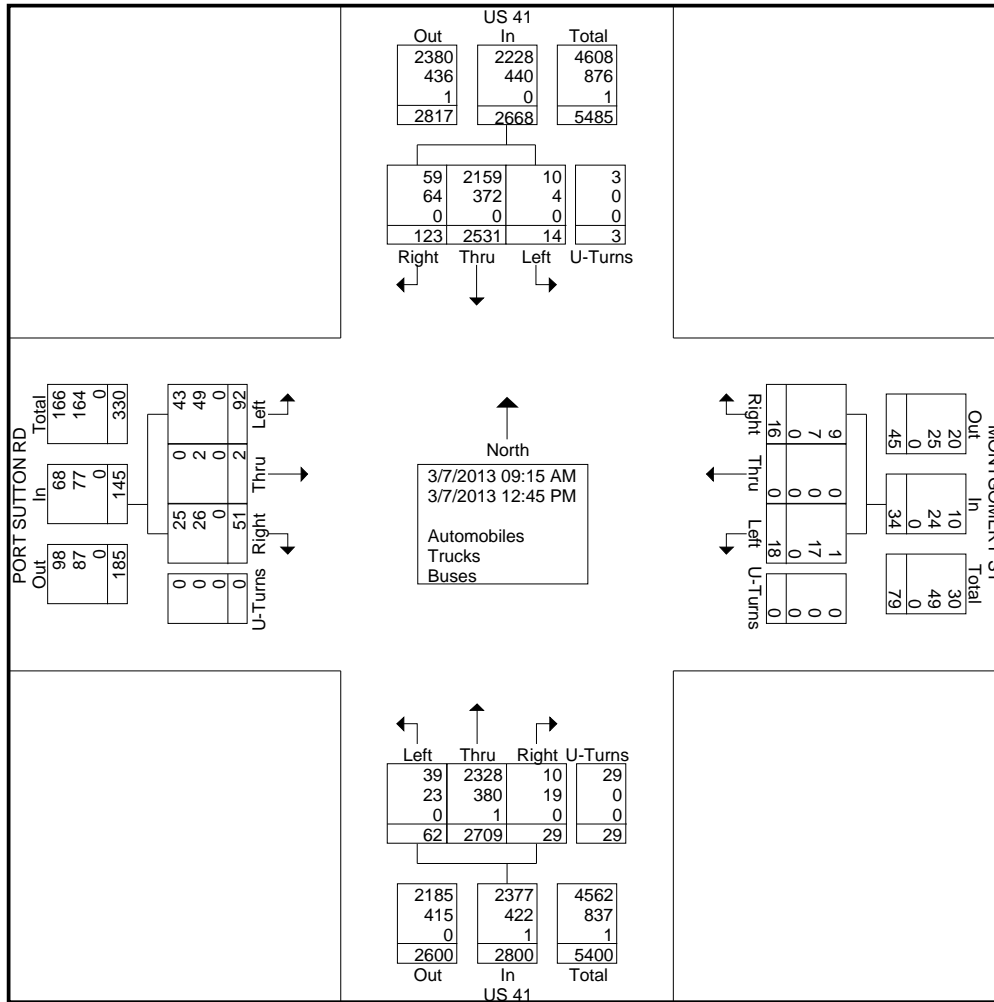 US 41
Out In Total
2380 2228 4608
436 440 876
1 0 1
2817 2668 5485
59 2159 10 3
64 372 4 0
0 0 0 0
123 2531 14 3
Right Thru Left U-Turns
PORT SUTTON RD
Out In Total
98 68 166
87 77 164
0 0 0
185 145 330
0 25 0 43
0 26 2 49
0 0 0 0
0 51 2 92
U-Turns Right Thru Left
North
3/7/2013 09:15 AM
3/7/2013 12:45 PM
Automobiles
Trucks
Buses
MONTGOMERY ST
Out In Total
20 10 30
25 24 49
0 0 0
45 34 79
9 0 1 0
7 0 17 0
0 0 0 0
16 0 18 0
Right Thru Left U-Turns
Left Thru Right U-Turns
39 2328 10 29
23 380 19 0
0 1 0 0
62 2709 29 29
2185 2377 4562
415 422 837
0 1 1
2600 2800 5400
Out In Total
US 41